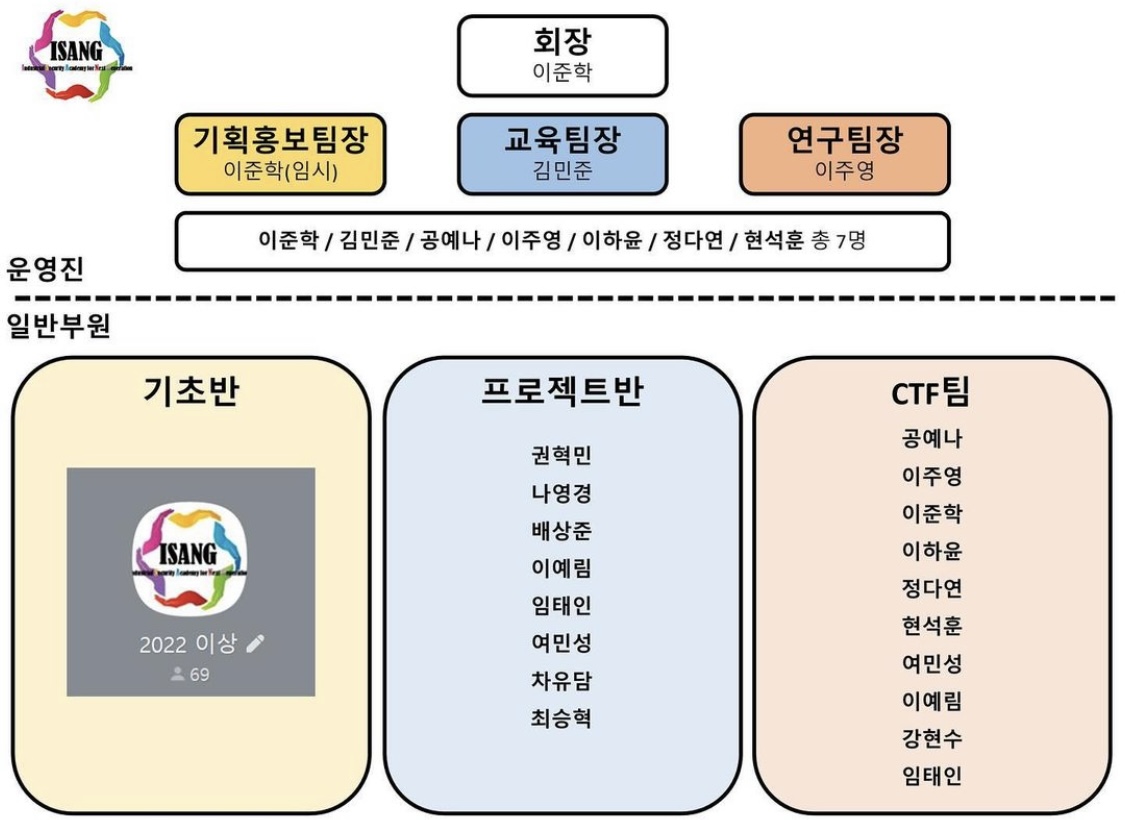 ISANG
Industrial Security Academy for Next Generation
회장
이준학
기획홍보팀장
이준학(임시)
교육팀장
김민준
연구팀장
이주영
이준학 / 김민준 / 공예나 / 이주영 / 이하윤 / 정다연 / 현석훈 총 7명
운영진
일반부원
기초반
ISANG
2022 이상
69
프로젝트반
권혁민
나영경
배상준
이예림
임태인
여민성
차유담
최승혁
CTF팀
공예나
이주영
이준학
이하윤
정다연
현석훈
여민성
이예림
강현수
임태인